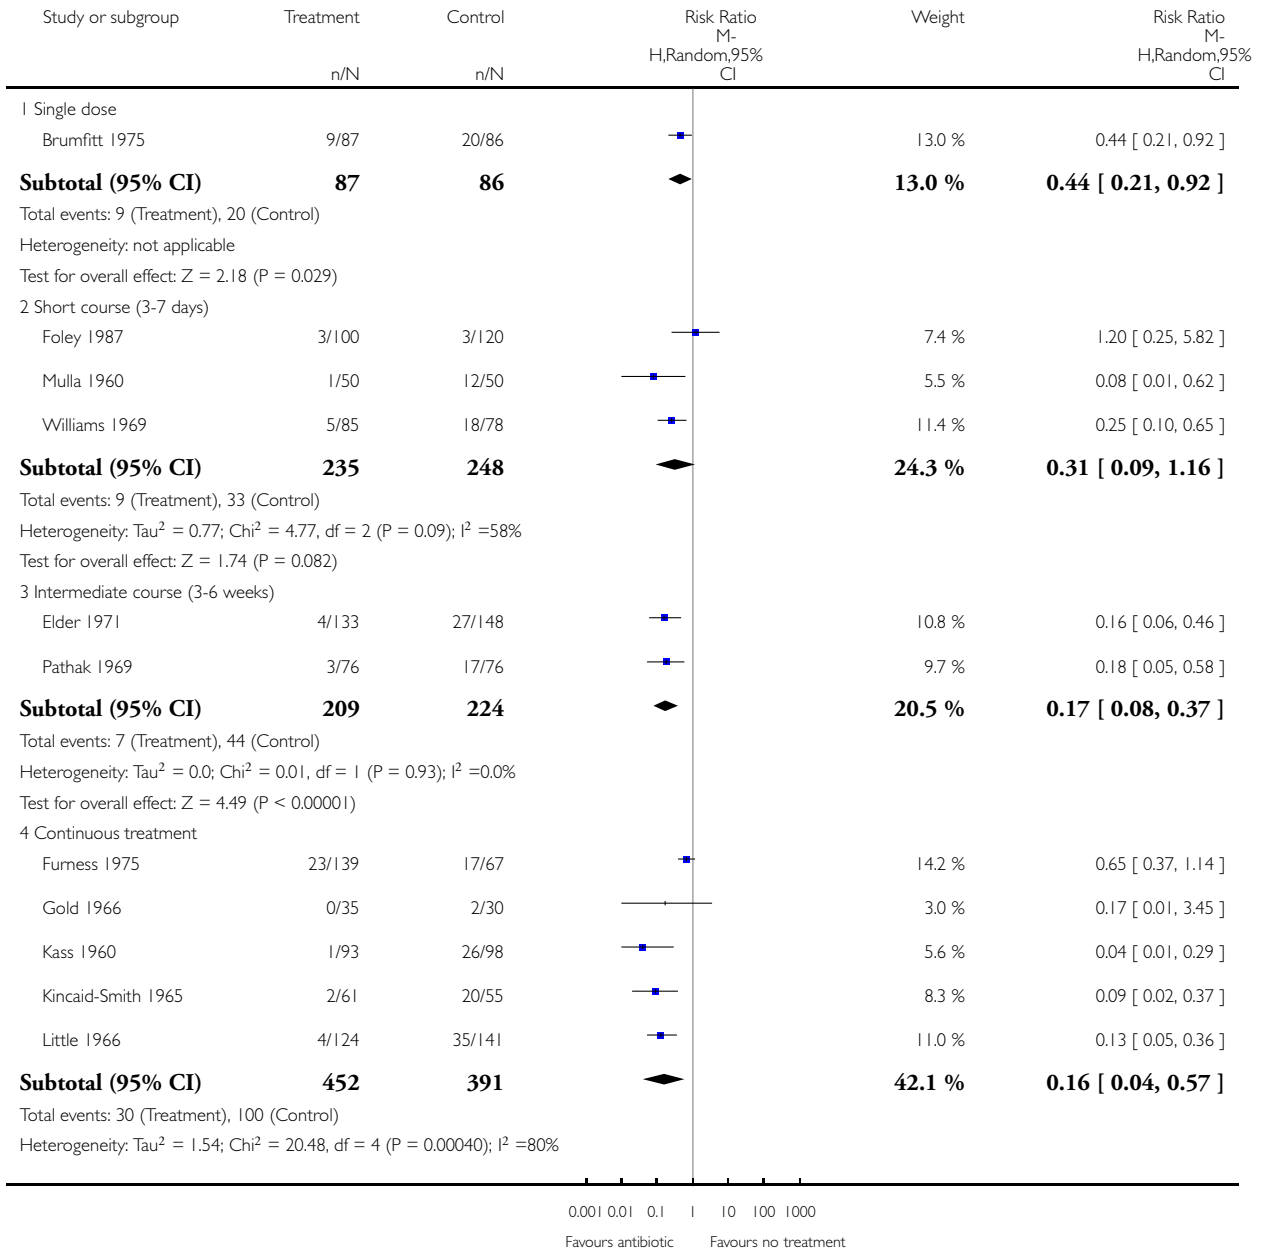 Study or subgroup Treatment Control Risk Ratio Weight Risk Ratio
M- M-
H,Random,95% H,Random,95%
n/N n/N CI CI
1 Single dose
Brumfitt 1975 9/87 20/86 13.0 % 0.44 [ 0.21, 0.92 ]
Subtotal (95% CI) 87 86 13.0 % 0.44 [ 0.21, 0.92 ]
Total events: 9 (Treatment), 20 (Control)
Heterogeneity: not applicable
Test for overall effect: Z = 2.18 (P = 0.029)
2 Short course (3-7 days)
Foley 1987 3/100 3/120 7.4 % 1.20 [ 0.25, 5.82 ]
Mulla 1960 1/50 12/50 5.5 % 0.08 [ 0.01, 0.62 ]
Williams 1969 5/85 18/78 11.4 % 0.25 [ 0.10, 0.65 ]
Subtotal (95% CI) 235 248 24.3 % 0.31 [ 0.09, 1.16 ]
Total events: 9 (Treatment), 33 (Control)
Heterogeneity: Tau² = 0.77; Chi² = 4.77, df = 2 (P = 0.09); I² =58%
Test for overall effect: Z = 1.74 (P = 0.082)
3 Intermediate course (3-6 weeks)
Elder 1971 4/133 27/148 10.8 % 0.16 [ 0.06, 0.46 ]
Pathak 1969 3/76 17/76 9.7 % 0.18 [ 0.05, 0.58 ]
Subtotal (95% CI) 209 224 20.5 % 0.17 [ 0.08, 0.37 ]
Total events: 7 (Treatment), 44 (Control)
Heterogeneity: Tau² = 0.0; Chi² = 0.01, df = 1 (P = 0.93); I² =0.0%
Test for overall effect: Z = 4.49 (P < 0.00001)
4 Continuous treatment
Furness 1975 23/139 17/67 14.2 % 0.65 [ 0.37, 1.14 ]
Gold 1966 0/35 2/30 3.0 % 0.17 [ 0.01, 3.45 ]
Kass 1960 1/93 26/98 5.6 % 0.04 [ 0.01, 0.29 ]
Kincaid-Smith 1965 2/61 20/55 8.3 % 0.09 [ 0.02, 0.37 ]
Little 1966 4/124 35/141 11.0 % 0.13 [ 0.05, 0.36 ]
Subtotal (95% CI) 452 391 42.1 % 0.16 [ 0.04, 0.57 ]
Total events: 30 (Treatment), 100 (Control)
Heterogeneity: Tau² = 1.54; Chi² = 20.48, df = 4 (P = 0.00040); I² =80%
0.001 0.01 0.1 1 10 100 1000
Favours antibiotic Favours no treatment